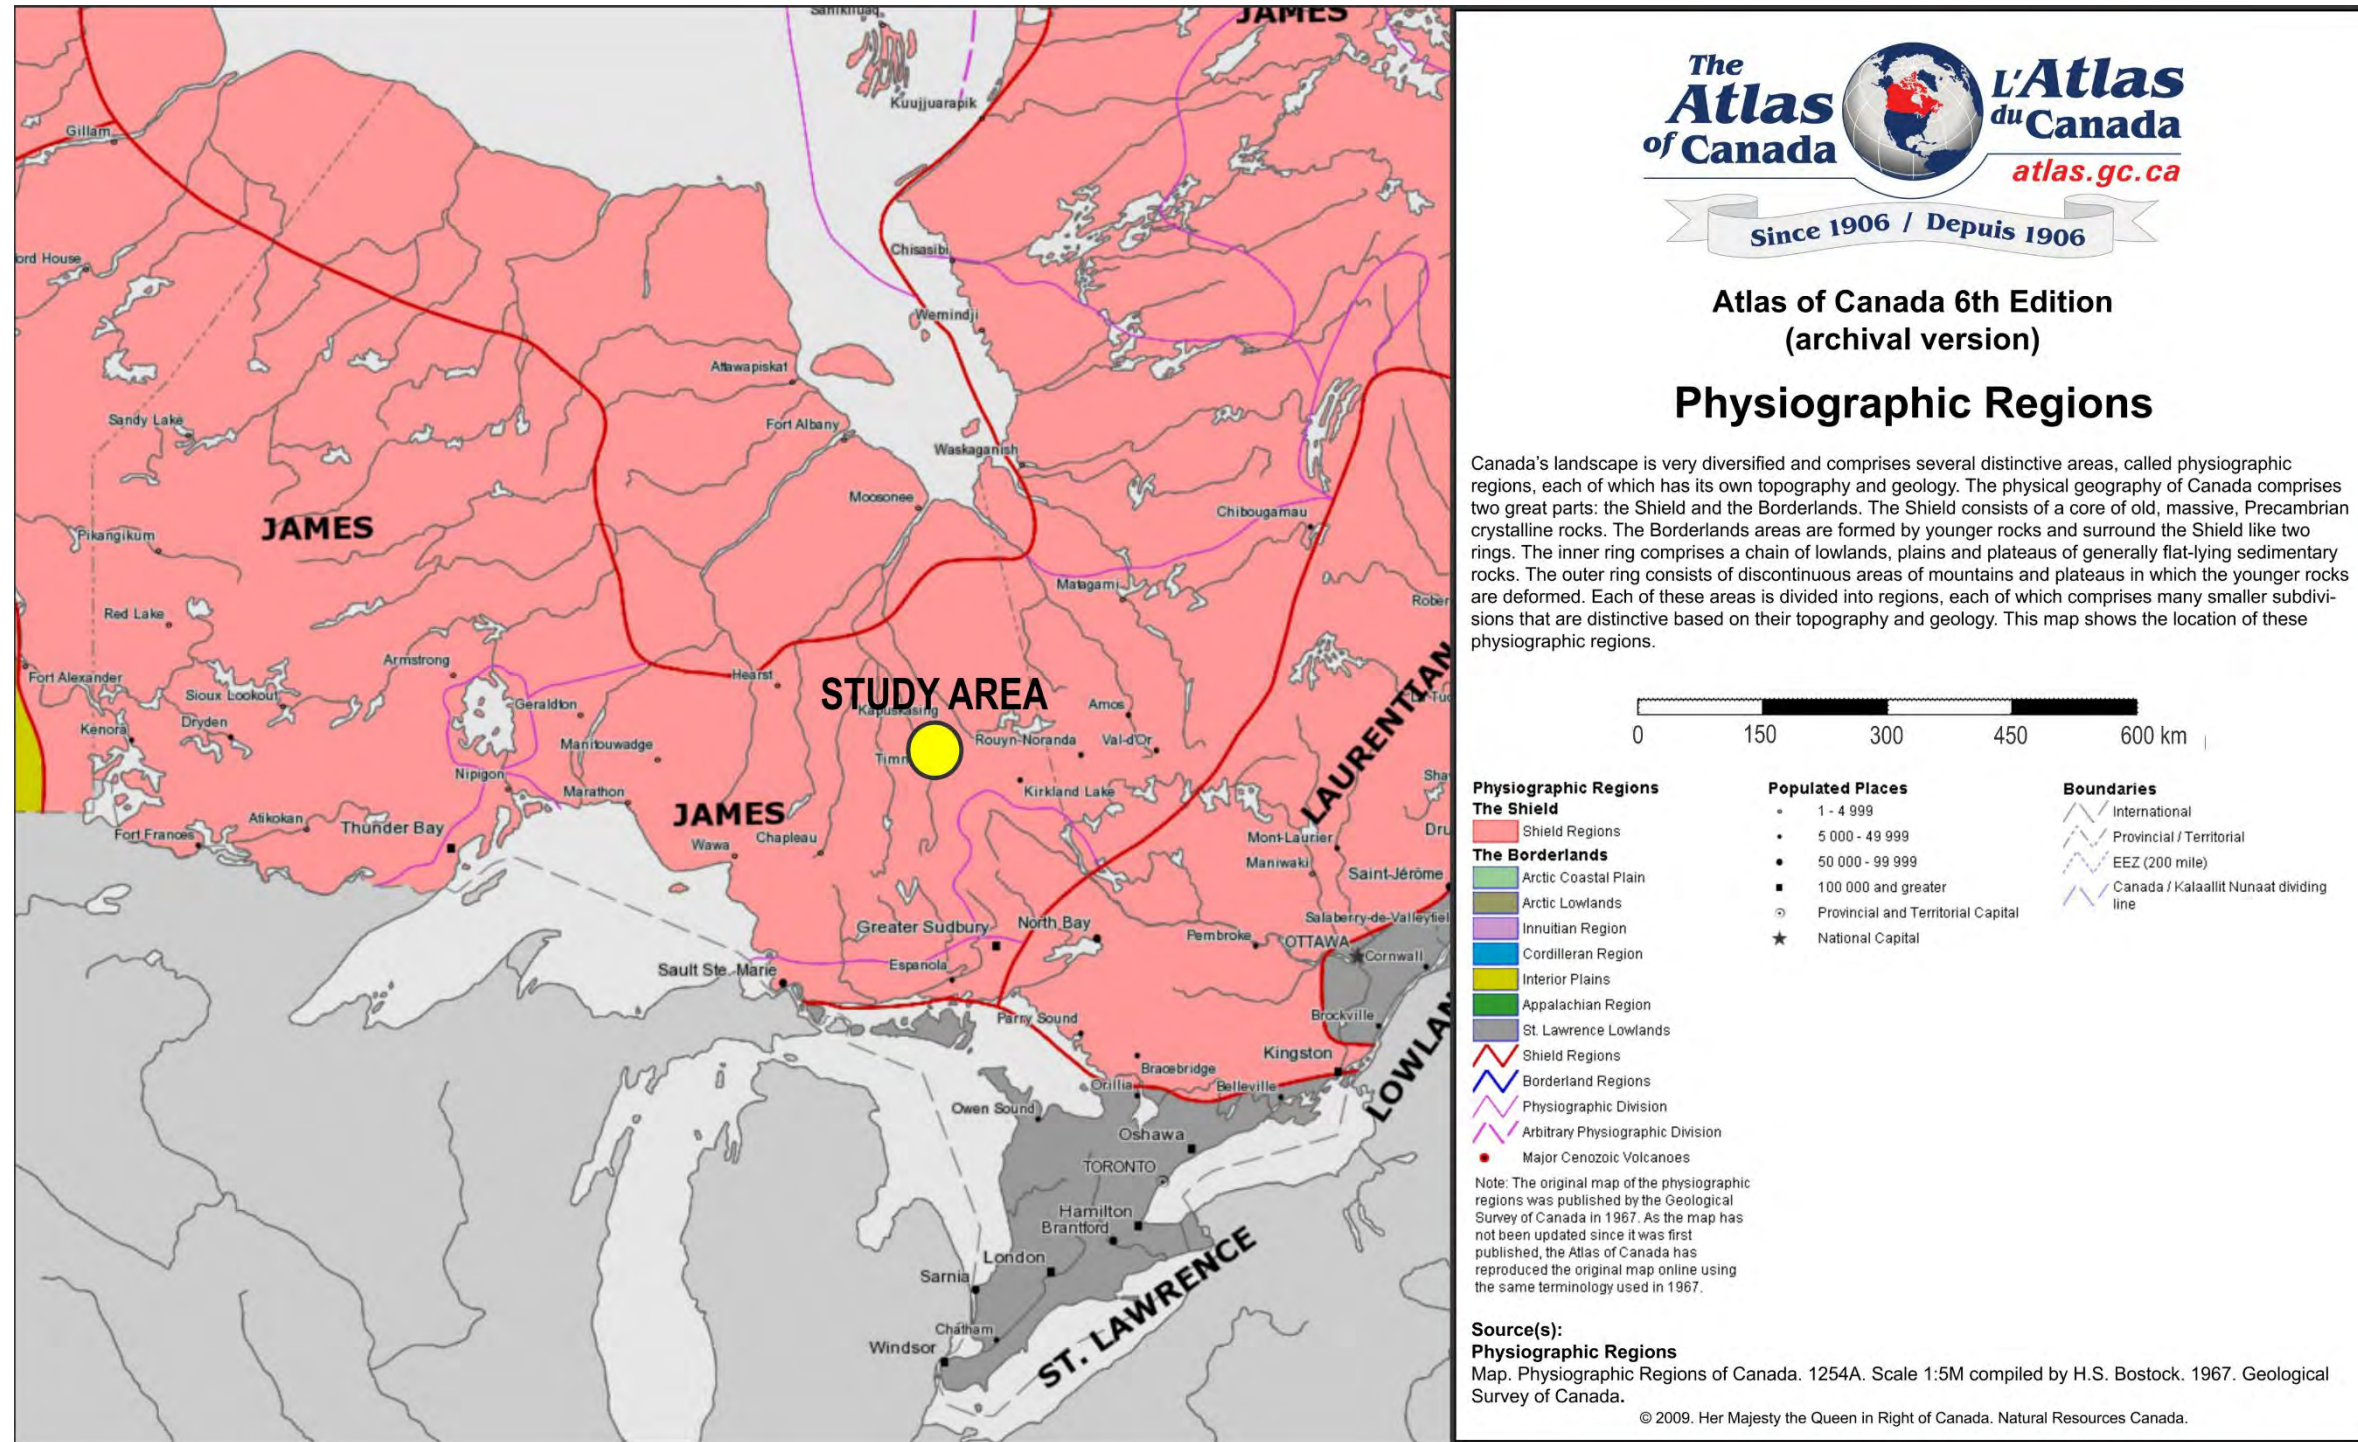 Sanikiluaq
JAMES
Kuujjuarapik
Gillam
ord House
Chisasibi
Wemindji
Attawapiskat
Sandy Lake
Fort Albany
Waskaganish
Moosonee
Chibougamau
JAMES
Pikangikum
Matagami
Red Lake
Rober
Armstrong
Hearst
Fort Alexander
Sioux Lookout
STUDY AREA
Geraldton
Kapuskasing
Amos
LAURENTIAN
Tuc
Dryden
Kenora
Manitouwadge
Rouyn-Noranda
Val-d'Or
Timm
Nipigon
Marathon
Kirkland Lake
Sha
JAMES
Atikokan
Thunder Bay
Fort Frances
Wawa
Chapleau
Mont-Laurier
Dru
Maniwaki
Saint-Jérôme
Greater Sudbury
North Bay
Salaberry-de-Valleyfiel
Pembroke
OTTAWA
Cornwall
Sault Ste. Marie
Espanola
Parry Sound
Brockville
Kingston
Bracebridge
Orillia
Belleville
LOWLAN
Owen Sound
Oshawa
TORONTO
Hamilton
Brantford
London
Sarnia
ST. LAWRENCE
Chatham
Windsor
The
Atlas
of Canada
L'Atlas
du Canada
atlas.gc.ca
Since 1906 / Depuis 1906
Atlas of Canada 6th Edition
(archival version)
Physiographic Regions
Canada's landscape is very diversified and comprises several distinctive areas, called physiographic
regions, each of which has its own topography and geology. The physical geography of Canada comprises
two great parts: the Shield and the Borderlands. The Shield consists of a core of old, massive, Precambrian
crystalline rocks. The Borderlands areas are formed by younger rocks and surround the Shield like two
rings. The inner ring comprises a chain of lowlands, plains and plateaus of generally flat-lying sedimentary
rocks. The outer ring consists of discontinuous areas of mountains and plateaus in which the younger rocks
are deformed. Each of these areas is divided into regions, each of which comprises many smaller subdivi-
sions that are distinctive based on their topography and geology. This map shows the location of these
physiographic regions.
0 150 300 450 600 km
Physiographic Regions
The Shield
Shield Regions
The Borderlands
Arctic Coastal Plain
Arctic Lowlands
Innuitian Region
Cordilleran Region
Interior Plains
Appalachian Region
St. Lawrence Lowlands
Shield Regions
Borderland Regions
Physiographic Division
Arbitrary Physiographic Division
Major Cenozoic Volcanoes
Populated Places
1 - 4 999
5 000 - 49 999
50 000 - 99 999
100 000 and greater
Provincial and Territorial Capital
National Capital
Boundaries
International
Provincial / Territorial
EEZ (200 mile)
Canada / Kalaallit Nunaat dividing
line
Note: The original map of the physiographic
regions was published by the Geological
Survey of Canada in 1967. As the map has
not been updated since it was first
published, the Atlas of Canada has
reproduced the original map online using
the same terminology used in 1967.
Source(s):
Physiographic Regions
Map. Physiographic Regions of Canada. 1254A. Scale 1:5M compiled by H.S. Bostock. 1967. Geological
Survey of Canada.
© 2009. Her Majesty the Queen in Right of Canada. Natural Resources Canada.